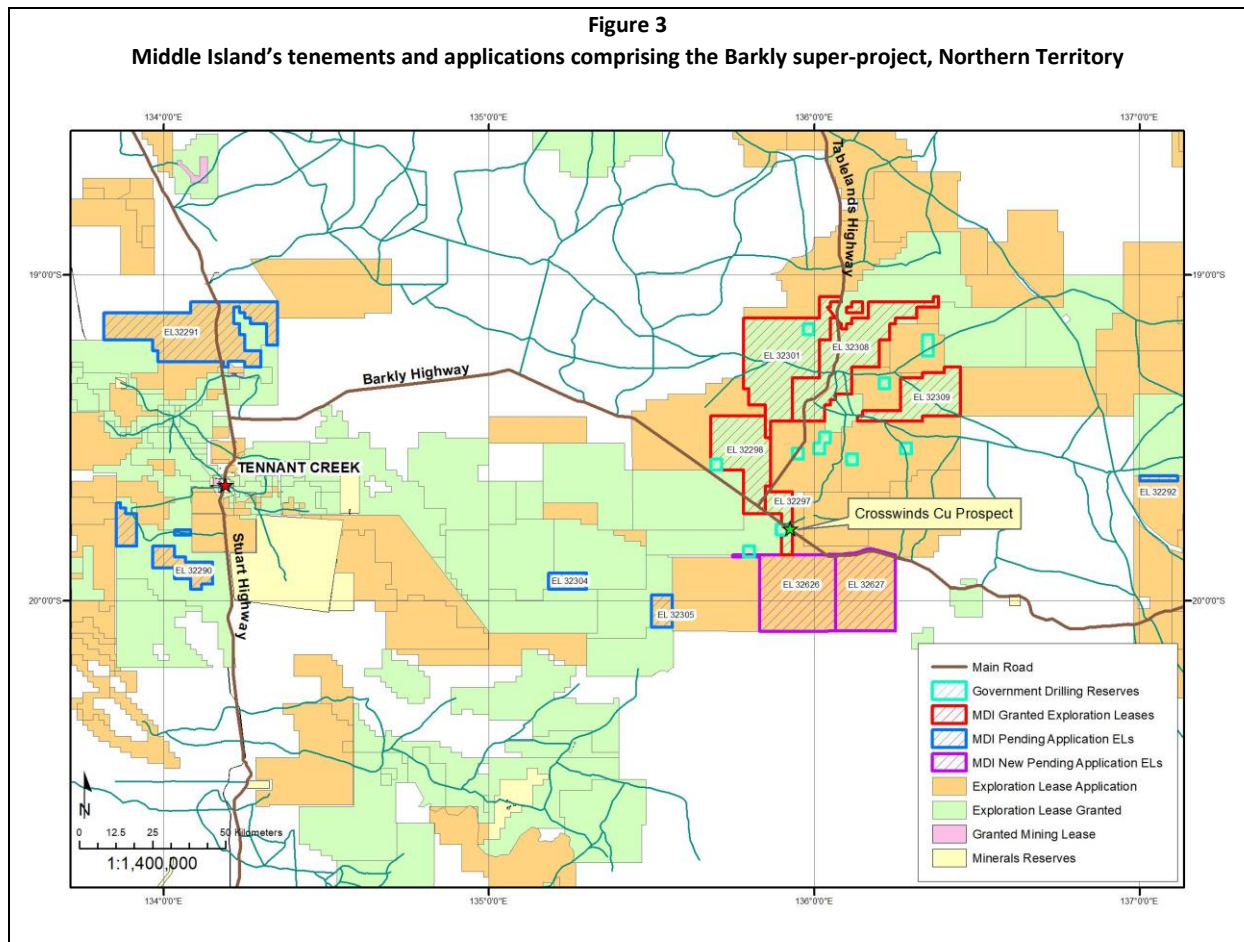 Figure 3
Middle Island's tenements and applications comprising the Barkly super-project, Northern Territory
134°0'0"E
135°0'0"E
136°0'0"E
137°0'0"E
Tablelands Highway
19°0'0"S
19°0'0"S
EL32291
EL 32301
EL 32308
Barkly Highway
EL 32309
EL 32298
TENNANT CREEK
EL 32292
EL 32297
Crosswinds Cu Prospect
Stuart Highway
EL 32290
EL 32304
EL 32626
EL 32627
20°0'0"S
20°0'0"S
EL 32305
Main Road
Government Drilling Reserves
MDI Granted Exploration Leases
MDI Pending Application ELs
MDI New Pending Application ELs
Exploration Lease Application
Exploration Lease Granted
Granted Mining Lease
Minerals Reserves
N
0 12.5 25 50 Kilometers
1:1,400,000
134°0'0"E
135°0'0"E
136°0'0"E
137°0'0"E